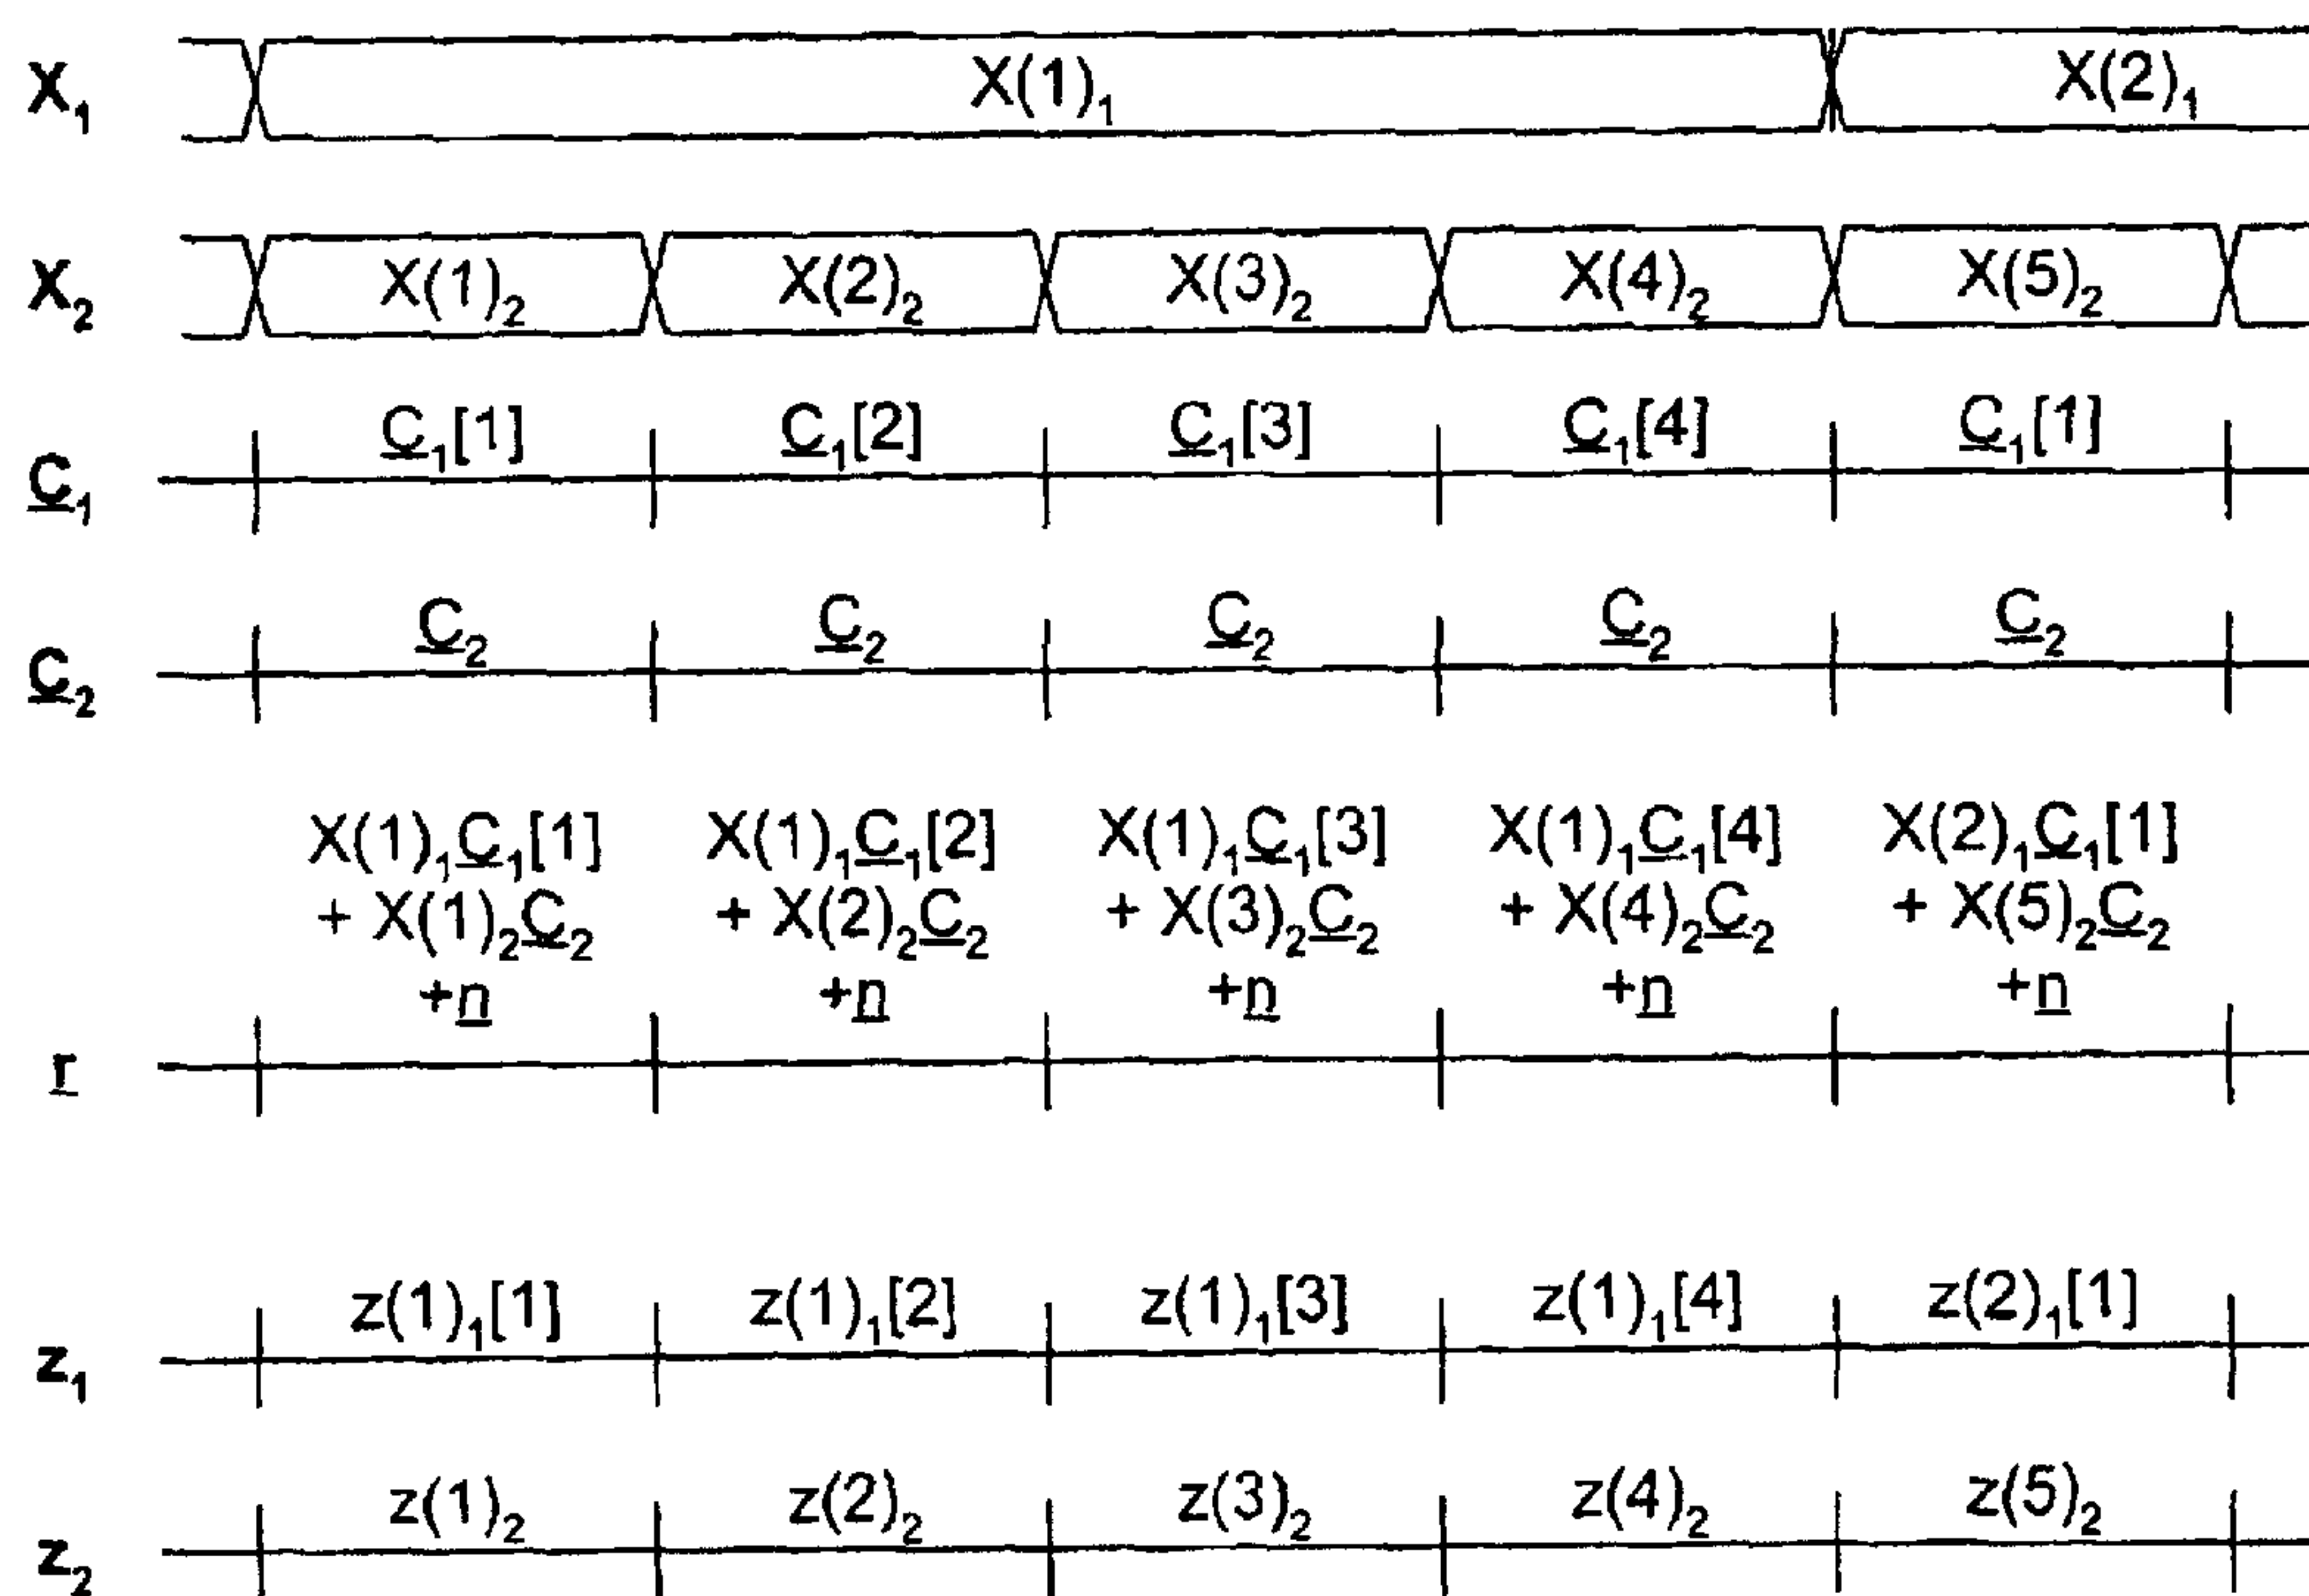 X₁ X(1)₁ X(2)₁
X₂ X(1)₂ X(2)₂ X(3)₂ X(4)₂ X(5)₂
C₁ C₁[1] C₁[2] C₁[3] C₁[4] C₁[1]
C₂ C₂ C₂ C₂ C₂ C₂
X(1)₁C₁[1] X(1)₁C₁[2] X(1)₁C₁[3] X(1)₁C₁[4] X(2)₁C₁[1]
+ X(1)₂C₂ + X(2)₂C₂ + X(3)₂C₂ + X(4)₂C₂ + X(5)₂C₂
+n +n +n +n +n
r
z₁ z(1)₁[1] z(1)₁[2] z(1)₁[3] z(1)₁[4] z(2)₁[1]
z₂ z(1)₂ z(2)₂ z(3)₂ z(4)₂ z(5)₂